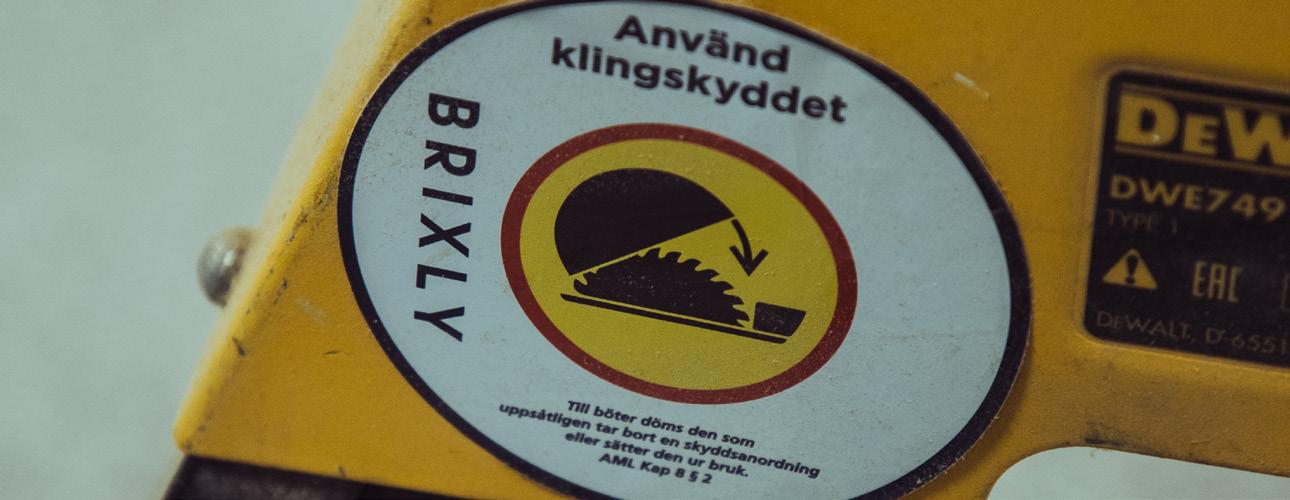 Använd
klingskyddet
BRIXLY
Till böter döms den som
uppsåtligen tar bort en skyddsanordning
eller sätter den ur bruk.
AML Kap 8 § 2
DEW
DWE749
TYPE 1
EAC
DEWALT, D-6551